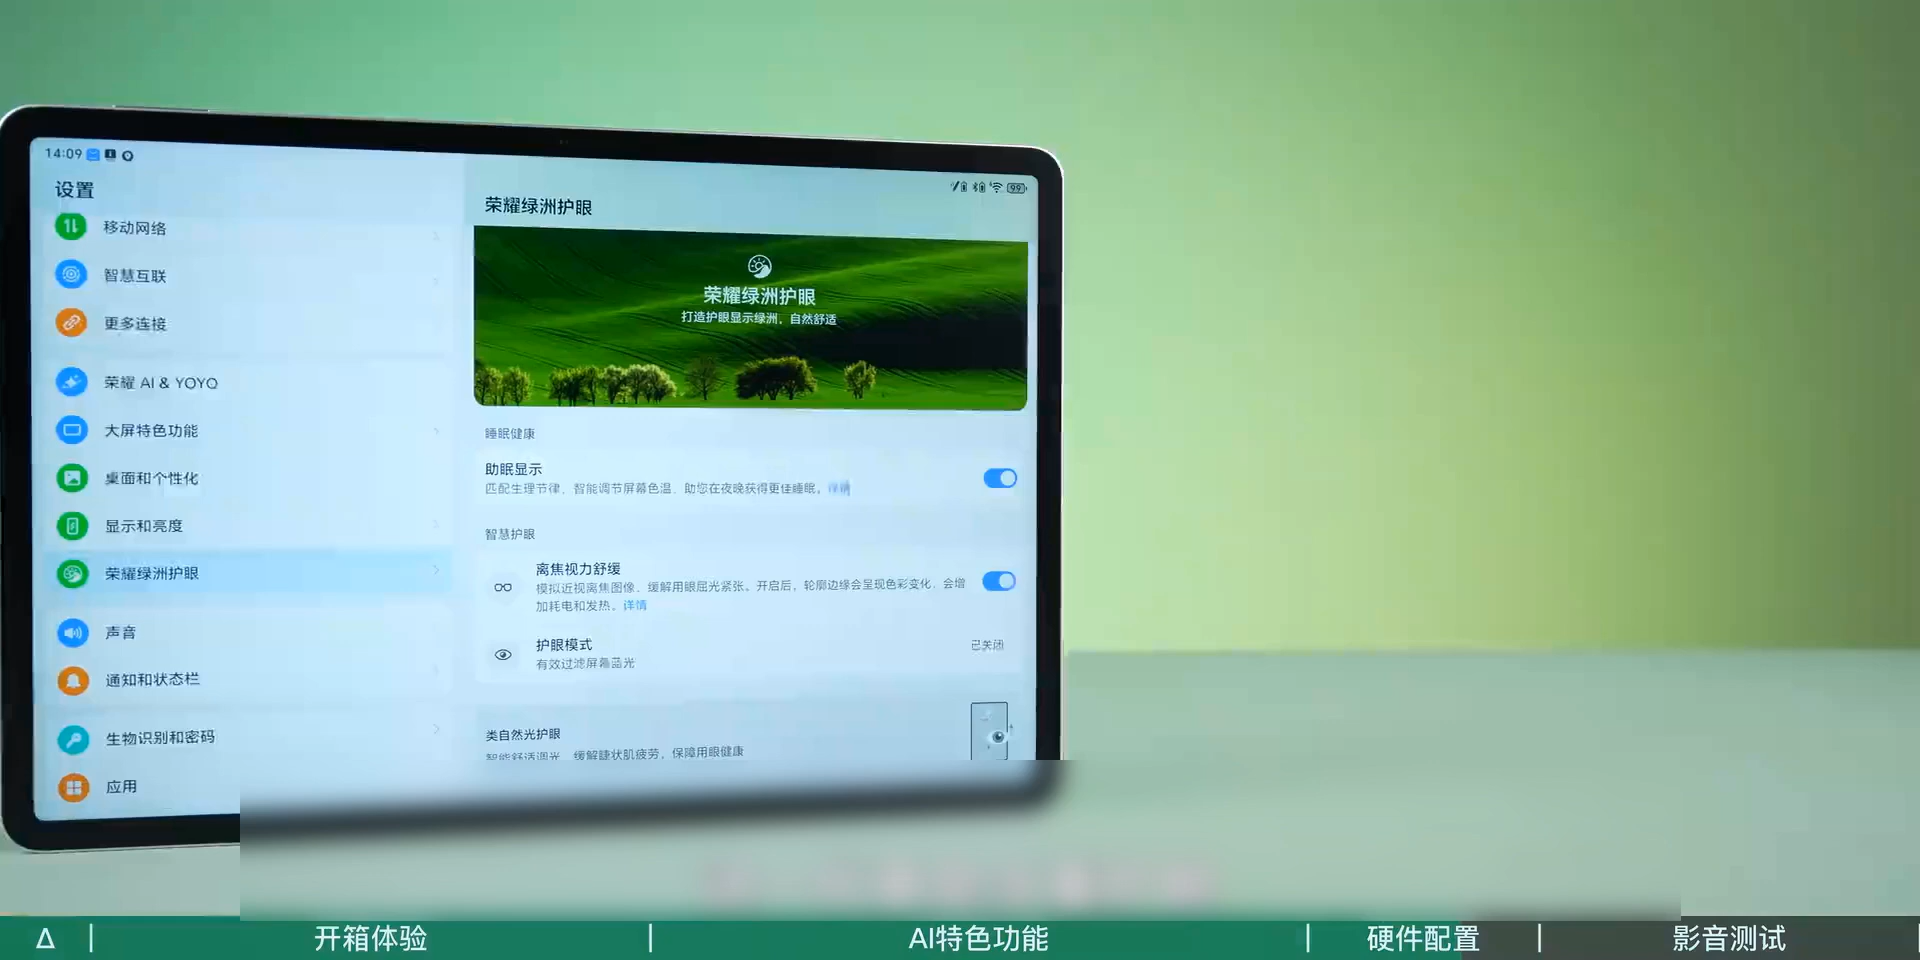 14:09
99
设置
移动网络
智慧互联
更多连接
荣耀 AI & YOYO
大屏特色功能
桌面和个性化
显示和亮度
荣耀绿洲护眼
声音
通知和状态栏
生物识别和密码
应用
荣耀绿洲护眼
荣耀绿洲护眼
打造护眼显示绿洲，自然舒适
睡眠健康
助眠显示
匹配生理节律、智能调节屏幕色温，助您在夜晚获得更佳睡眠。详情
智慧护眼
离焦视力舒缓
模拟近视离焦图像，缓解用眼屈光紧张。开启后，轮廓边缘会呈现色彩变化，会增
加耗电和发热。详情
护眼模式
已关闭
有效过滤屏幕蓝光
类自然光护眼
智能舒适调光，缓解睫状肌疲劳，保障用眼健康
Δ | 开箱体验 | AI特色功能 | 硬件配置 | 影音测试